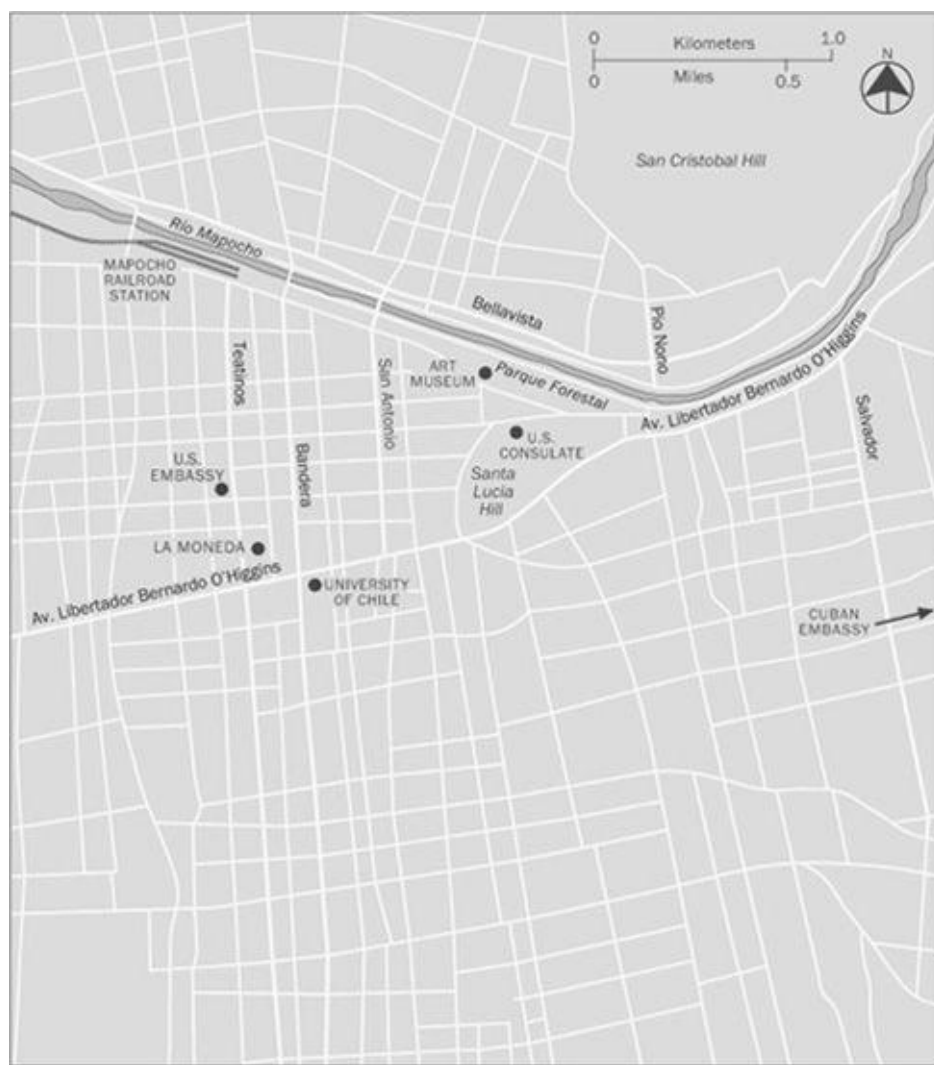 0 Kilometers 1.0
0 Miles 0.5
N
San Cristobal Hill
Río Mapocho
MAPOCHO
RAILROAD
STATION
Bellavista
Pio Nono
Teatinos
San Antonio
ART
MUSEUM
Parque Forestal
Av. Libertador Bernardo O'Higgins
Salvador
U.S.
CONSULATE
Santa
Lucia
Hill
Bandera
U.S.
EMBASSY
LA MONEDA
Av. Libertador Bernardo O'Higgins
UNIVERSITY
OF CHILE
CUBAN
EMBASSY